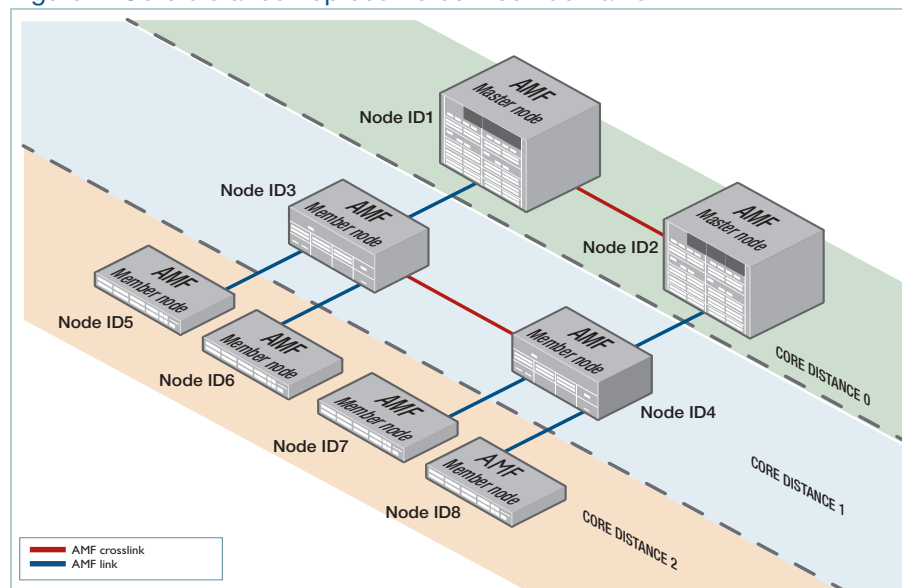 AMF
Master node
Node ID1
AMF
Master node
Node ID2
Node ID3
AMF
Member node
AMF
Member node
Node ID4
AMF
Member node
Node ID5
AMF
Member node
Node ID6
AMF
Member node
Node ID7
AMF
Member node
Node ID8
CORE DISTANCE 0
CORE DISTANCE 1
CORE DISTANCE 2
AMF crosslink
AMF link